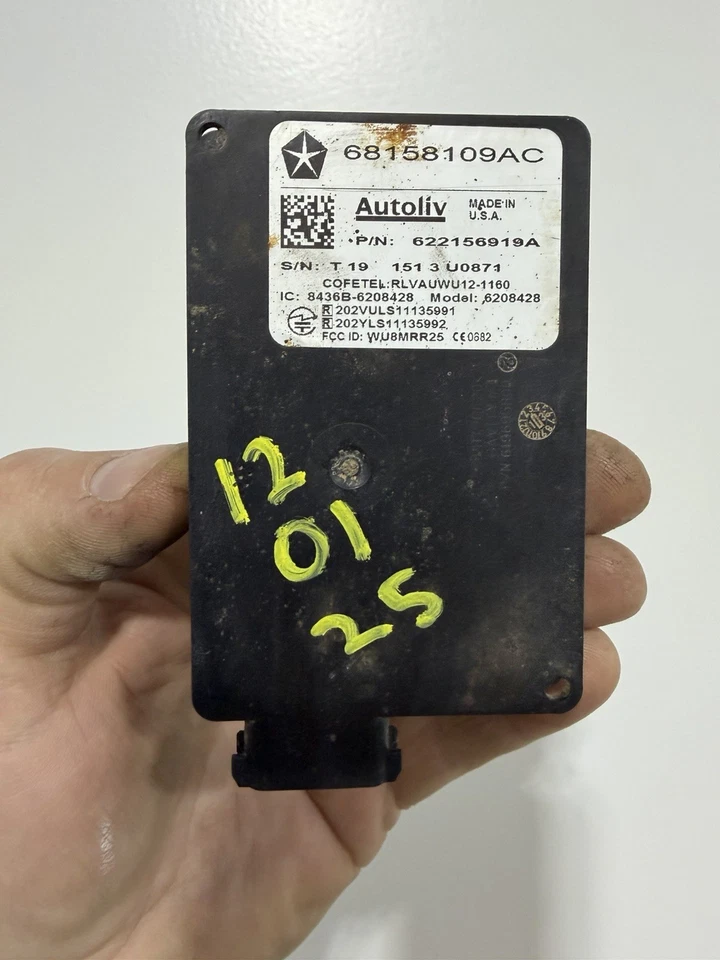 68158109AC
Autoliv MADE IN U.S.A.
P/N: 622156919A
S/N: T 19 151 3 U0871
COFETEL:RLVAUWU12-1160
IC: 8436B-6208428 Model: 6208428
R 202VULS11135991
R 202YLS11135992
FCC ID: WU8MRR25 CE0682
12
01
25